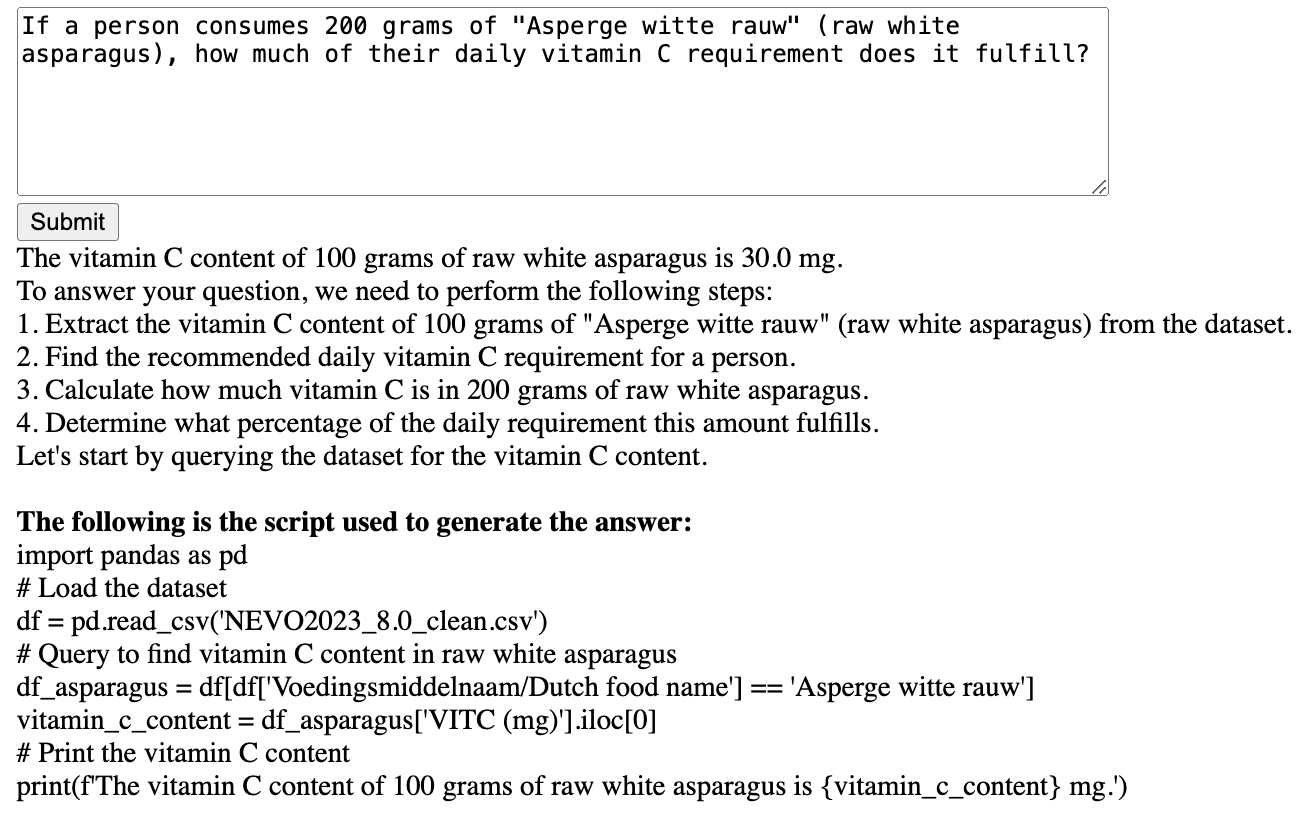 If a person consumes 200 grams of "Asperge witte rauw" (raw white
asparagus), how much of their daily vitamin C requirement does it fulfill?
Submit
The vitamin C content of 100 grams of raw white asparagus is 30.0 mg.
To answer your question, we need to perform the following steps:
1. Extract the vitamin C content of 100 grams of "Asperge witte rauw" (raw white asparagus) from the dataset.
2. Find the recommended daily vitamin C requirement for a person.
3. Calculate how much vitamin C is in 200 grams of raw white asparagus.
4. Determine what percentage of the daily requirement this amount fulfills.
Let's start by querying the dataset for the vitamin C content.
The following is the script used to generate the answer:
import pandas as pd
# Load the dataset
df = pd.read_csv('NEVO2023_8.0_clean.csv')
# Query to find vitamin C content in raw white asparagus
df_asparagus = df[df['Voedingsmiddelnaam/Dutch food name'] == 'Asperge witte rauw']
vitamin_c_content = df_asparagus['VITC (mg)'].iloc[0]
# Print the vitamin C content
print(f'The vitamin C content of 100 grams of raw white asparagus is {vitamin_c_content} mg.')